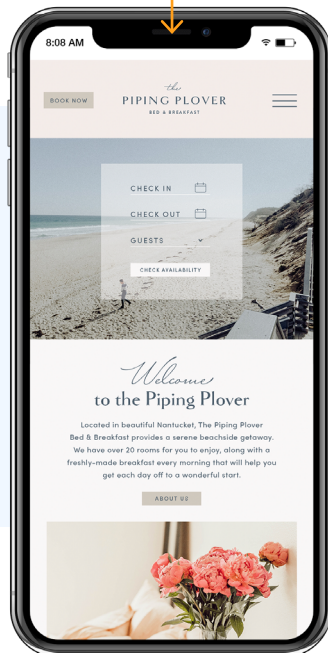 8:08 AM
BOOK NOW
the
PIPING PLOVER
BED & BREAKFAST
CHECK IN
CHECK OUT
GUESTS
CHECK AVAILABILITY
Welcome
to the Piping Plover
Located in beautiful Nantucket, The Piping Plover
Bed & Breakfast provides a serene beachside getaway.
We have over 20 rooms for you to enjoy, along with a
freshly-made breakfast every morning that will help you
get each day off to a wonderful start.
ABOUT US